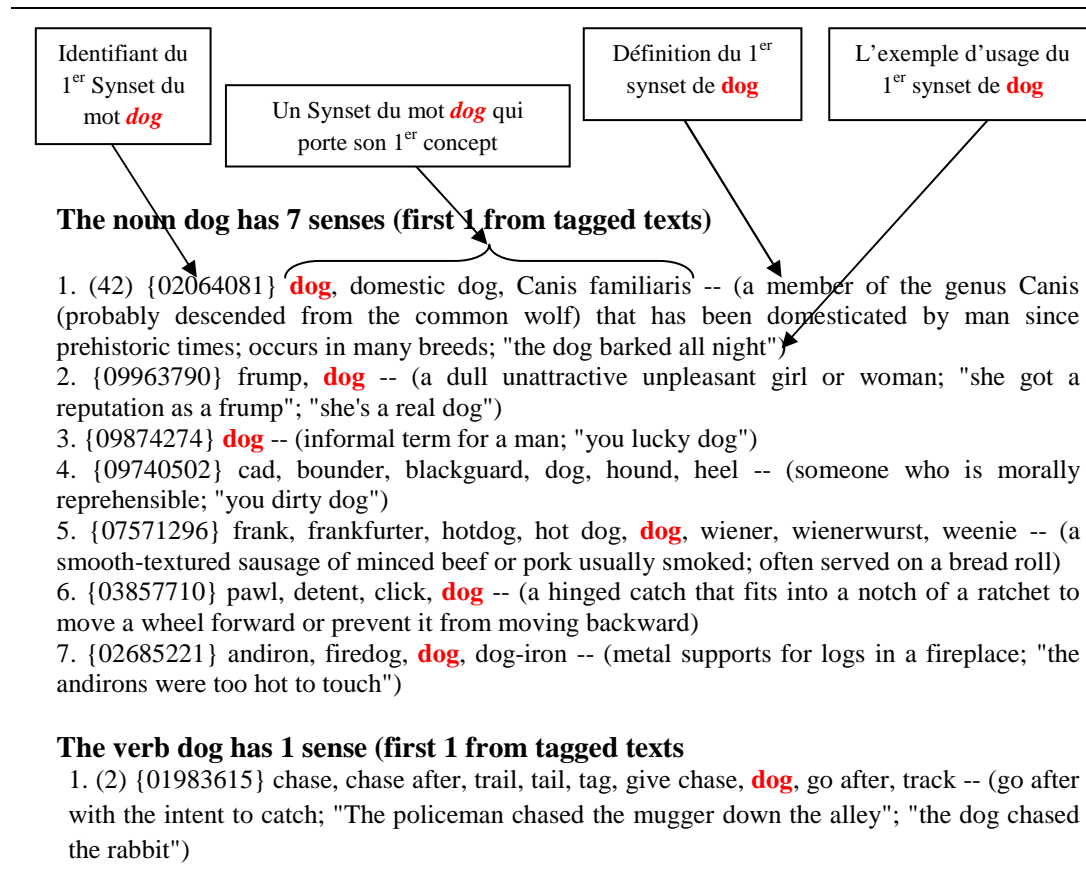 Identifiant du
1er Synset du
mot dog
Un Synset du mot dog qui
porte son 1er concept
Définition du 1er
synset de dog
L'exemple d'usage du
1er synset de dog
The noun dog has 7 senses (first 1 from tagged texts)
1. (42) {02064081} dog, domestic dog, Canis familiaris -- (a member of the genus Canis
(probably descended from the common wolf) that has been domesticated by man since
prehistoric times; occurs in many breeds; "the dog barked all night")
2. {09963790} frump, dog -- (a dull unattractive unpleasant girl or woman; "she got a
reputation as a frump"; "she's a real dog")
3. {09874274} dog -- (informal term for a man; "you lucky dog")
4. {09740502} cad, bounder, blackguard, dog, hound, heel -- (someone who is morally
reprehensible; "you dirty dog")
5. {07571296} frank, frankfurter, hotdog, hot dog, dog, wiener, wienerwurst, weenie -- (a
smooth-textured sausage of minced beef or pork usually smoked; often served on a bread roll)
6. {03857710} pawl, detent, click, dog -- (a hinged catch that fits into a notch of a ratchet to
move a wheel forward or prevent it from moving backward)
7. {02685221} andiron, firedog, dog, dog-iron -- (metal supports for logs in a fireplace; "the
andirons were too hot to touch")
The verb dog has 1 sense (first 1 from tagged texts
1. (2) {01983615} chase, chase after, trail, tail, tag, give chase, dog, go after, track -- (go after
with the intent to catch; "The policeman chased the mugger down the alley"; "the dog chased
the rabbit")